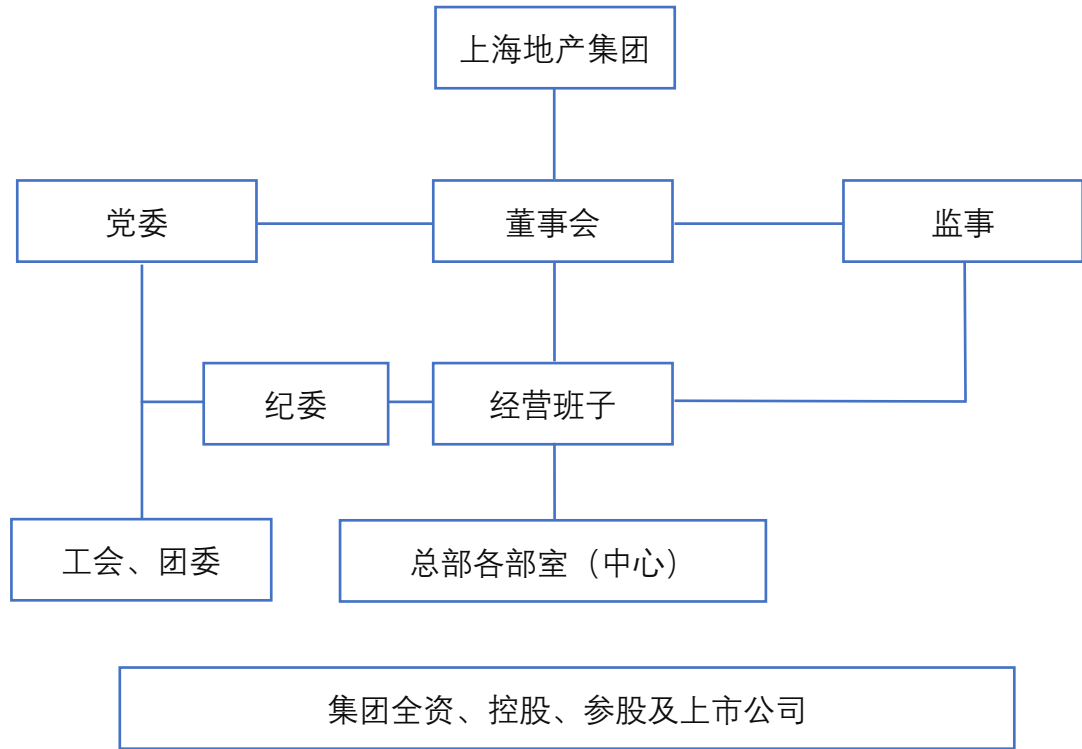 上海地产集团
党委
董事会
监事
纪委
经营班子
工会、团委
总部各部室（中心）
集团全资、控股、参股及上市公司